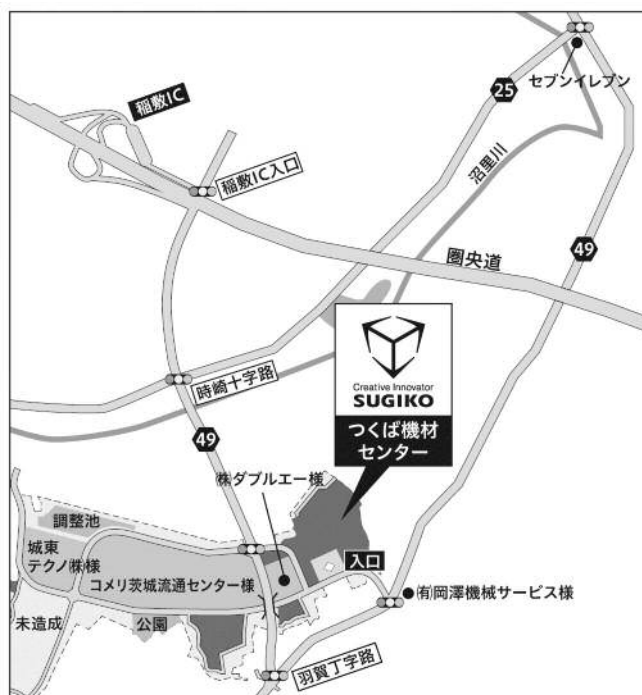 セブンイレブン
25
稲敷IC
稲敷IC入口
沼里川
49
圏央道
Creative Innovator
SUGIKO
つくば機材
センター
時崎十字路
49
㈱ダブルエー様
調整池
城東
テクノ㈱様
コメリ茨城流通センター様
入口
㈲岡澤機械サービス様
未造成
公園
羽賀丁字路